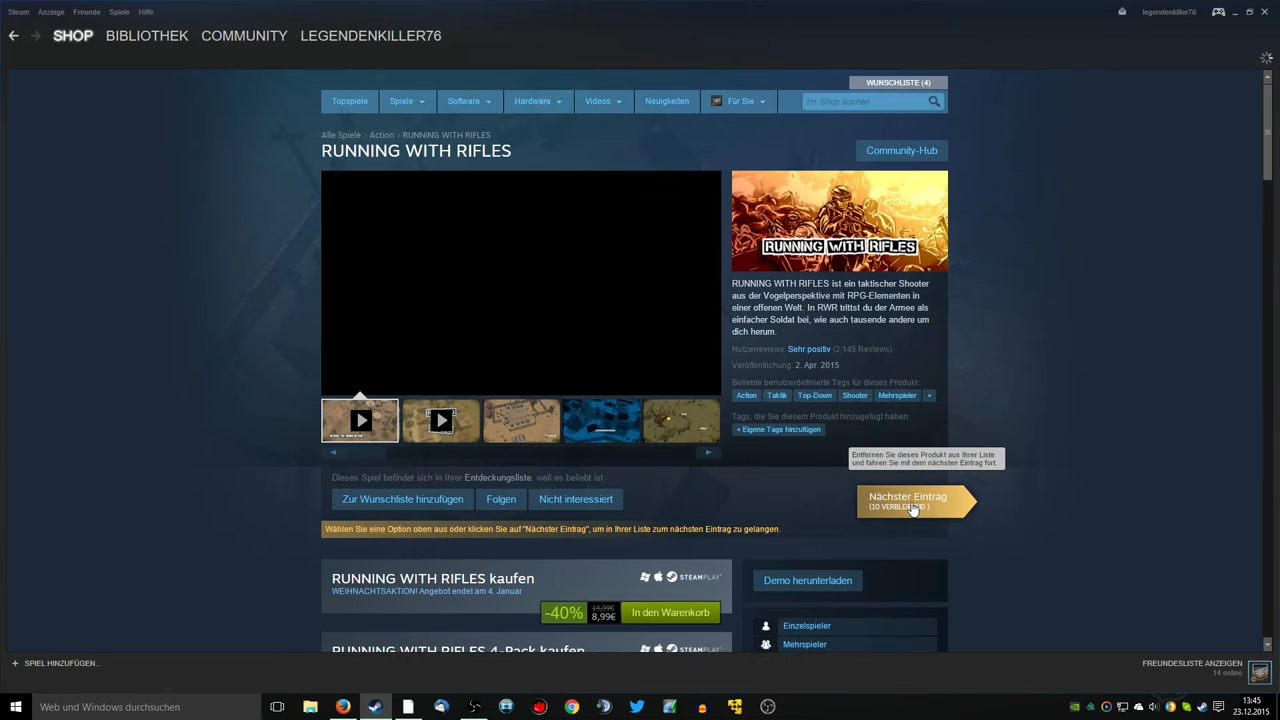 Steam Anzeige Freunde Spiele Hilfe
legendenkiller76
SHOP BIBLIOTHEK COMMUNITY LEGENDENKILLER76
WUNSCHLISTE (4)
Topspiele Spiele Software Hardware Videos Neuigkeiten Für Sie Im Shop suchen
Alle Spiele > Action > RUNNING WITH RIFLES
RUNNING WITH RIFLES
Community-Hub
RUNNING WITH RIFLES
RUNNING WITH RIFLES ist ein taktischer Shooter
aus der Vogelperspektive mit RPG-Elementen in
einer offenen Welt. In RWR trittst du der Armee als
einfacher Soldat bei, wie auch tausende andere um
dich herum.
Nutzerreviews: Sehr positiv (2,145 Reviews)
Veröffentlichung: 2. Apr. 2015
Beliebte benutzerdefinierte Tags für dieses Produkt:
Action Taktik Top-Down Shooter Mehrspieler +
Tags, die Sie diesem Produkt hinzugefügt haben:
+ Eigene Tags hinzufügen
Entfernen Sie dieses Produkt aus Ihrer Liste
und fahren Sie mit dem nächsten Eintrag fort.
Dieses Spiel befindet sich in Ihrer Entdeckungsliste, weil es beliebt ist.
Zur Wunschliste hinzufügen Folgen Nicht interessiert
Nächster Eintrag
(10 VERBLEIBEND )
Wählen Sie eine Option oben aus oder klicken Sie auf "Nächster Eintrag", um in Ihrer Liste zum nächsten Eintrag zu gelangen.
RUNNING WITH RIFLES kaufen
STEAMPLAY
WEIHNACHTSAKTION! Angebot endet am 4. Januar
-40% 14,99€ 8,99€ In den Warenkorb
Demo herunterladen
Einzelspieler
Mehrspieler
RUNNING WITH RIFLES 4-Pack kaufen
STEAMPLAY
+ SPIEL HINZUFÜGEN...
FREUNDESLISTE ANZEIGEN
14 online
Web und Windows durchsuchen
13:45
23.12.2015